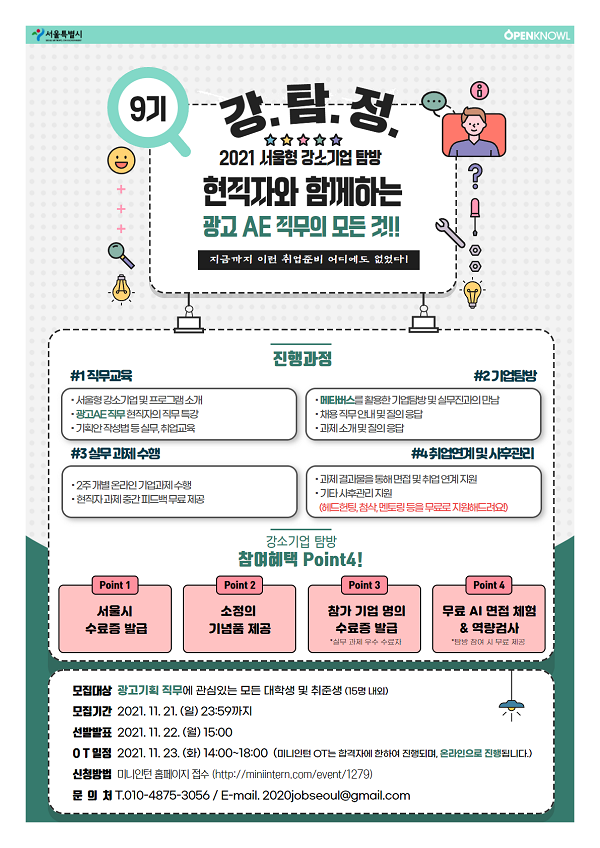 서울특별시
OPENKNOWL
9기
강.탐.정.
2021 서울형 강소기업 탐방
현직자와 함께하는
광고 AE 직무의 모든 것!!
지금까지 이런 취업준비 어디에도 없었다!
진행과정
#1 직무교육
• 서울형 강소기업 및 프로그램 소개
• 광고AE 직무 현직자의 직무 특강
• 기획안 작성법 등 실무, 취업교육
#2 기업탐방
• 메타버스를 활용한 기업탐방 및 실무진과의 만남
• 채용 직무 안내 및 질의 응답
• 과제 소개 및 질의 응답
#3 실무 과제 수행
• 2주 개별 온라인 기업과제 수행
• 현직자 과제 중간 피드백 무료 제공
#4 취업연계 및 사후관리
• 과제 결과물을 통해 면접 및 취업 연계 지원
• 기타 사후관리 지원
(헤드헌팅, 첨삭, 멘토링 등을 무료로 지원해드려요!)
강소기업 탐방
참여혜택 Point4!
Point 1
서울시
수료증 발급
Point 2
소정의
기념품 제공
Point 3
참가 기업 명의
수료증 발급
*실무 과제 우수 수료자
Point 4
무료 AI 면접 체험
& 역량검사
*탐방 참여 시 무료 제공
모집대상 광고기획 직무에 관심있는 모든 대학생 및 취준생 (15명 내외)
모집기간 2021. 11. 21. (일) 23:59까지
선발발표 2021. 11. 22. (월) 15:00
O T 일정 2021. 11. 23. (화) 14:00~18:00 (미니인턴 OT는 합격자에 한하여 진행되며, 온라인으로 진행됩니다.)
신청방법 미니인턴 홈페이지 접수 (http://miniintern.com/event/1279)
문 의 처 T.010-4875-3056 / E-mail. 2020jobseoul@gmail.com